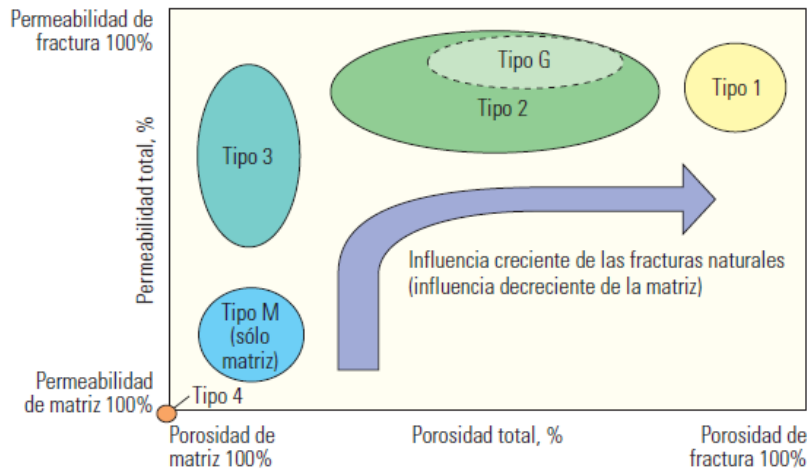 Permeabilidad de
fractura 100%
Tipo G
Tipo 2
Tipo 1
Tipo 3
Permeabilidad total, %
Influencia creciente de las fracturas naturales
(influencia decreciente de la matriz)
Tipo M
(sólo
matriz)
Permeabilidad
de matriz 100%
Tipo 4
Porosidad de
matriz 100%
Porosidad total, %
Porosidad de
fractura 100%